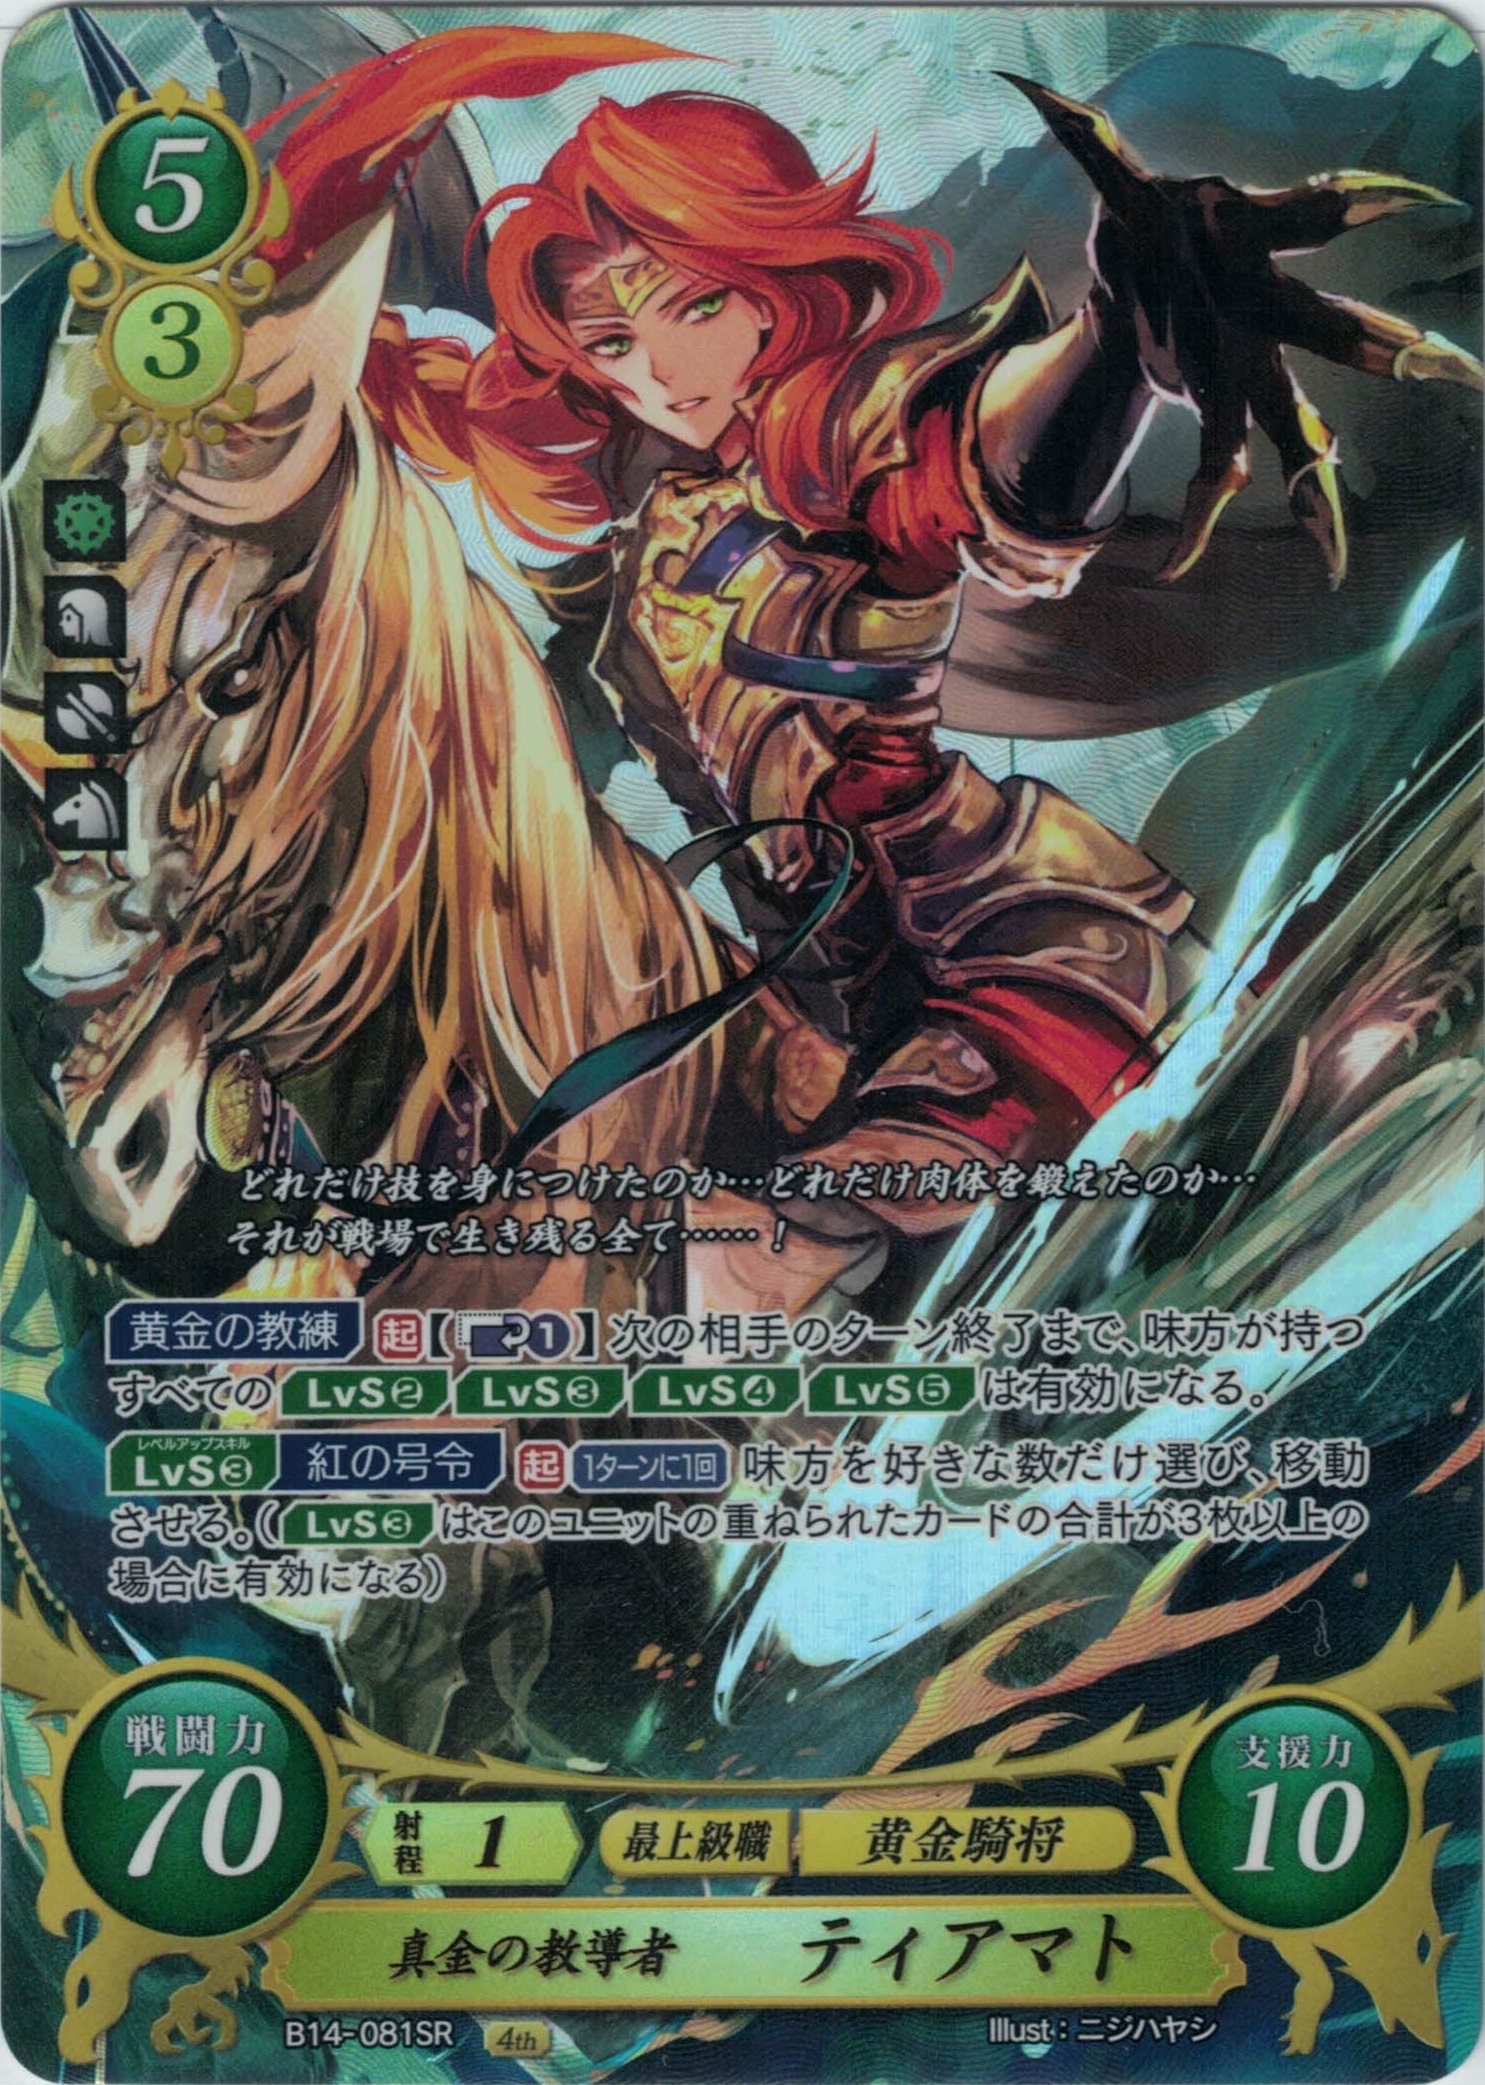 5
3
どれだけ技を身につけたのか…どれだけ肉体を鍛えたのか…
それが戦場で生き残る全て……！
黄金の教練 起【1】次の相手のターン終了まで、味方が持つ
すべての LvS2 LvS3 LvS4 LvS5 は有効になる。
レベルアップスキル
LvS3 紅の号令 起 1ターンに1回 味方を好きな数だけ選び、移動
させる。（LvS3 はこのユニットの重ねられたカードの合計が3枚以上の
場合に有効になる）
戦闘力
70
射程 1
最上級職 黄金騎将
支援力
10
真金の教導者 ティアマト
B14-081SR 4th Illust：ニジハヤシ